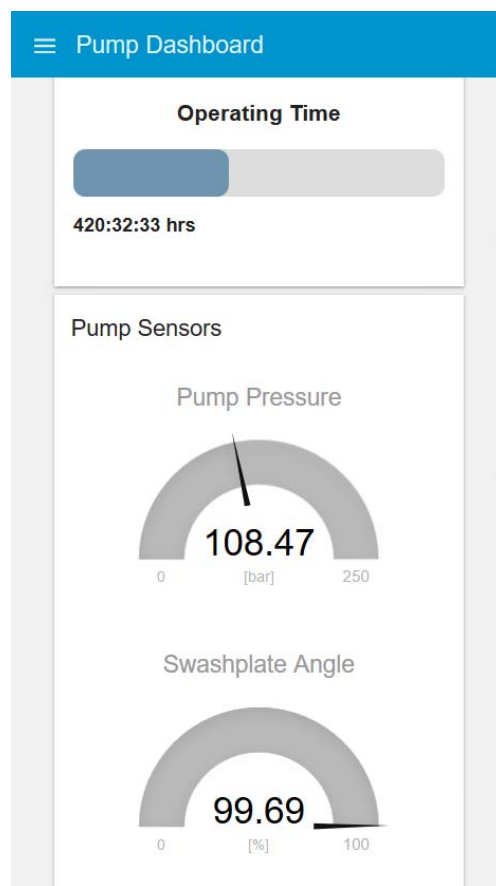 Pump Dashboard
Operating Time
420:32:33 hrs
Pump Sensors
Pump Pressure
108.47
0 [bar] 250
Swashplate Angle
99.69
0 [%] 100